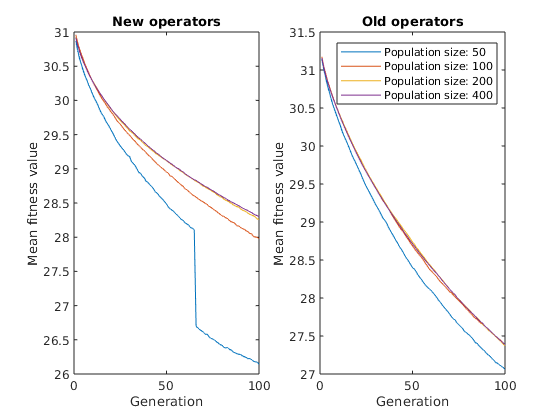 New operators
31
30.5
30
29.5
29
28.5
28
27.5
27
26.5
26
0
50
100
Generation
Mean fitness value
Old operators
31.5
31
30.5
30
29.5
29
28.5
28
27.5
27
0
50
100
Generation
Mean fitness value
Population size: 50
Population size: 100
Population size: 200
Population size: 400